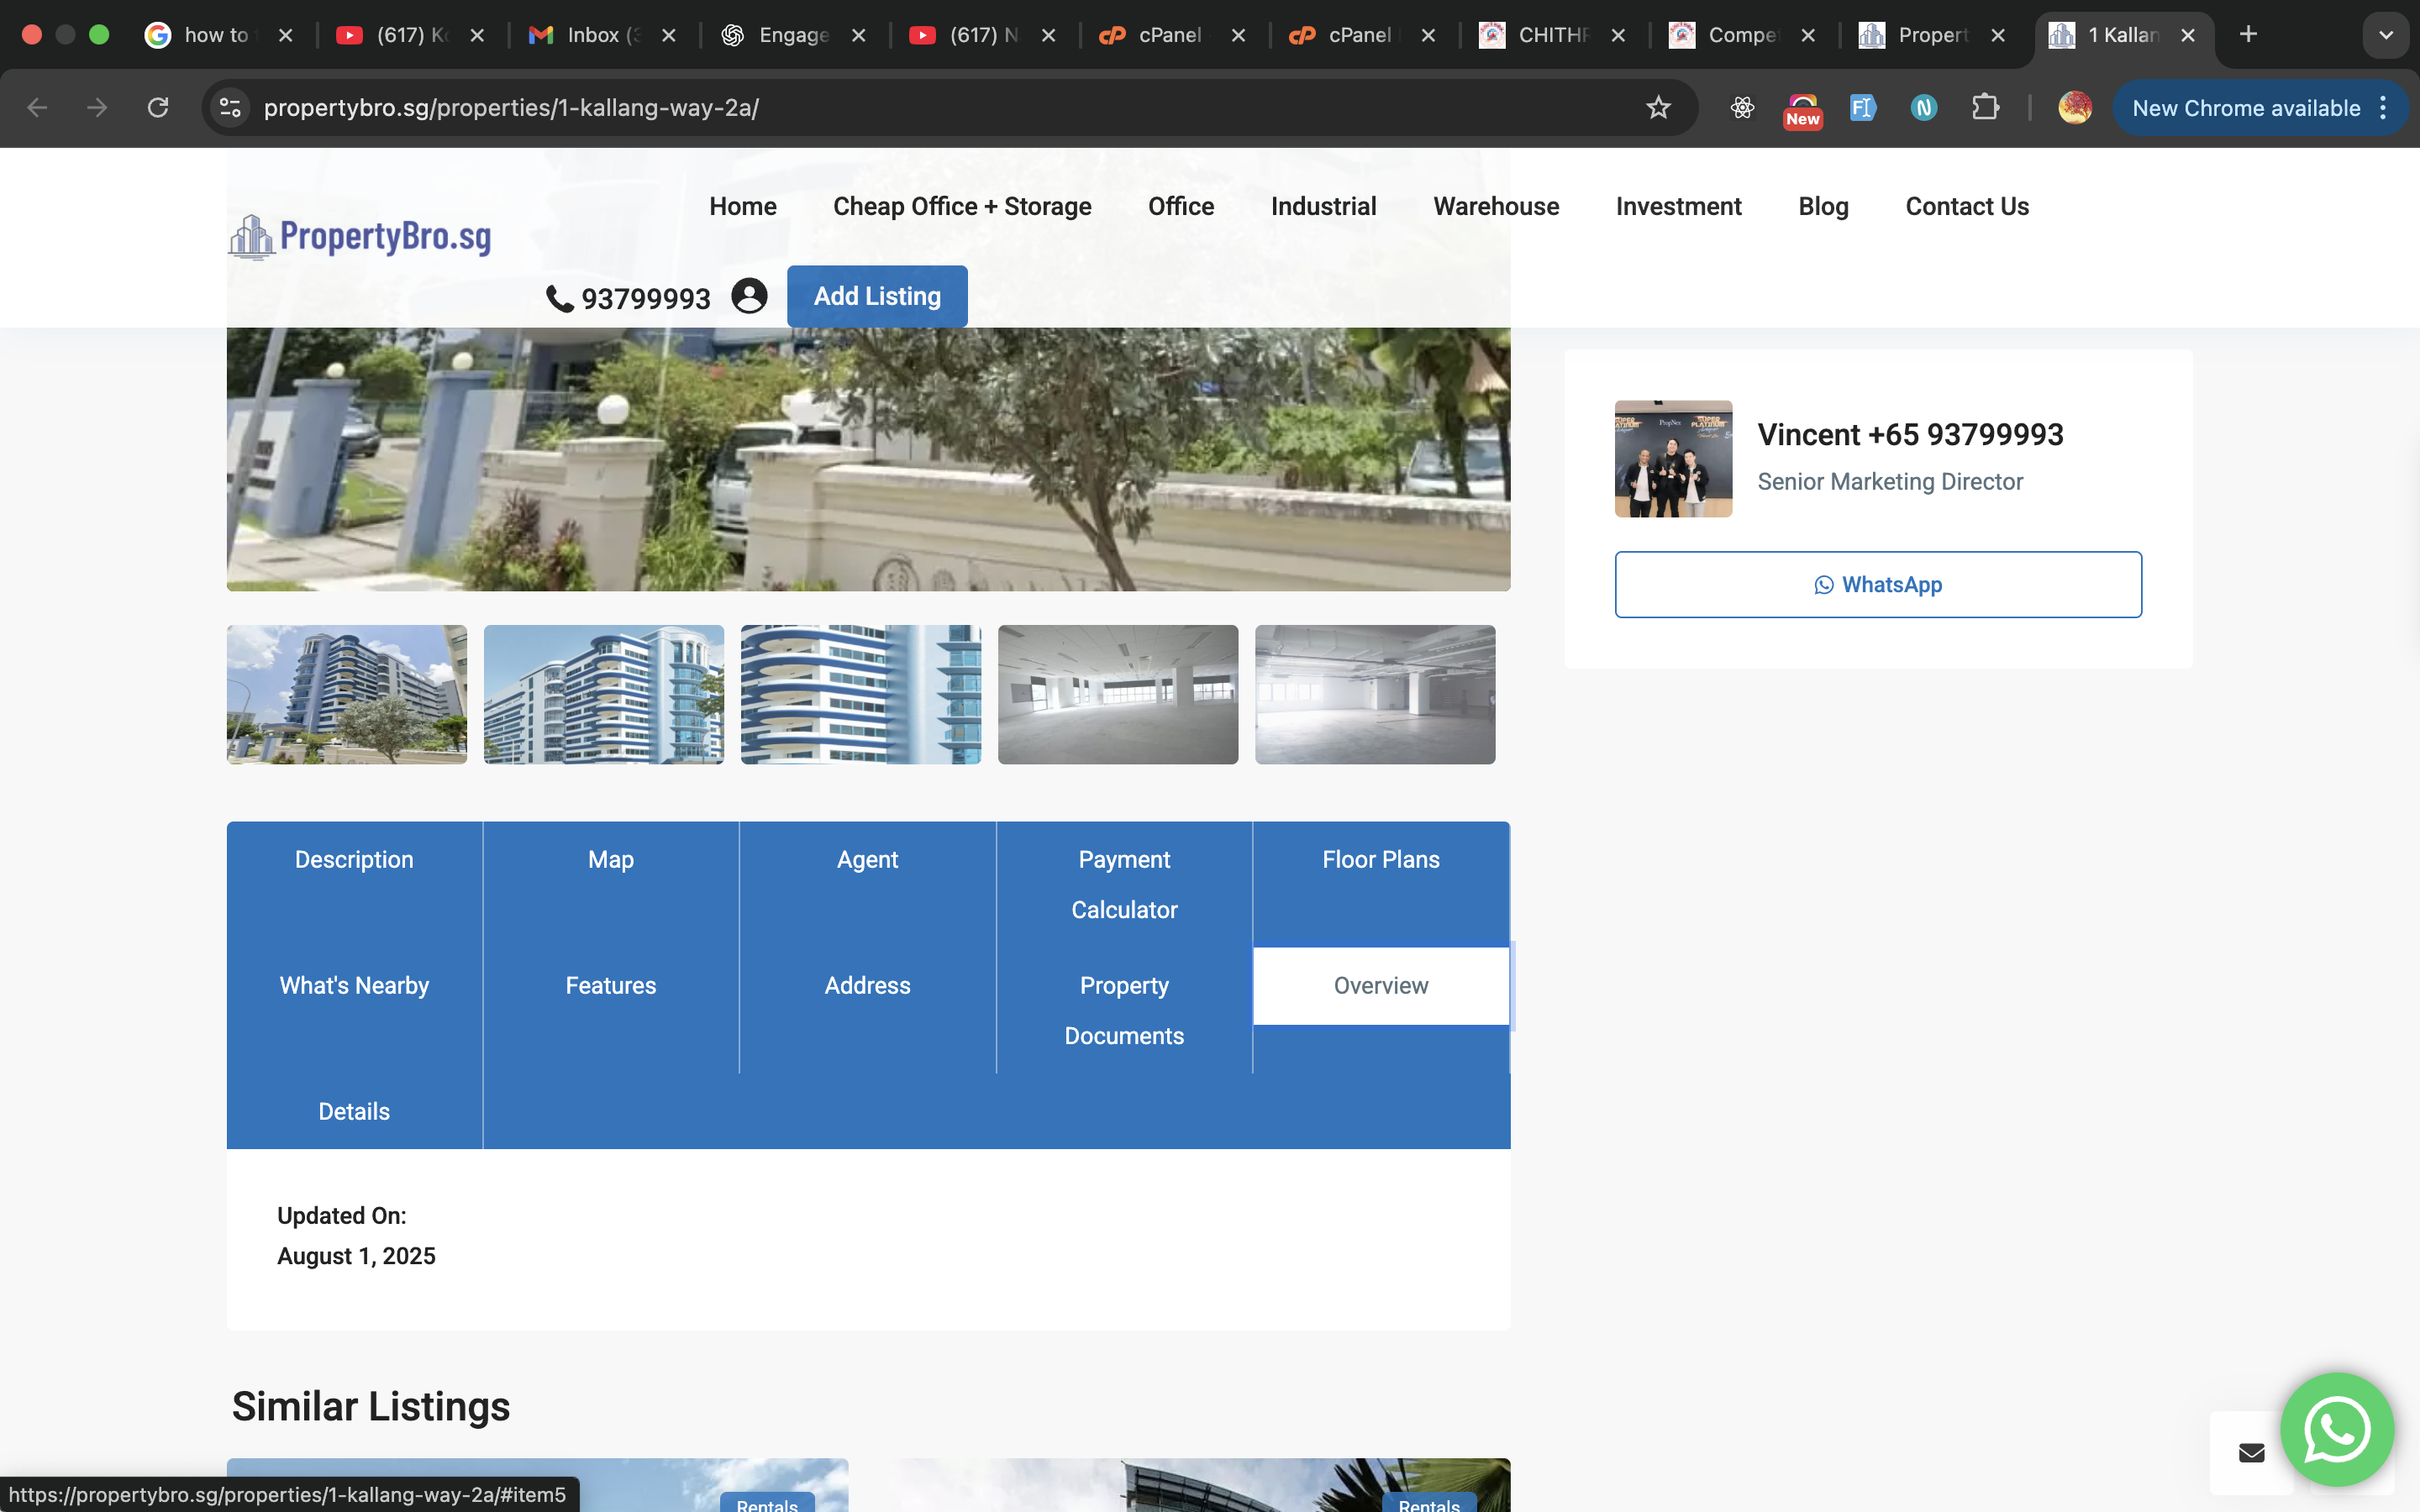 how to
(617) K
Inbox (3
Engage
(617) N
cPanel
cPanel
CHITHR
Compe
Propert
1 Kallan
propertybro.sg/properties/1-kallang-way-2a/
New
New Chrome available
PropertyBro.sg
Home
Cheap Office + Storage
Office
Industrial
Warehouse
Investment
Blog
Contact Us
93799993
Add Listing
Vincent +65 93799993
Senior Marketing Director
WhatsApp
Description
Map
Agent
Payment
Calculator
Floor Plans
What's Nearby
Features
Address
Property
Documents
Overview
Details
Updated On:
August 1, 2025
Similar Listings
Rentals
Rentals
https://propertybro.sg/properties/1-kallang-way-2a/#item5